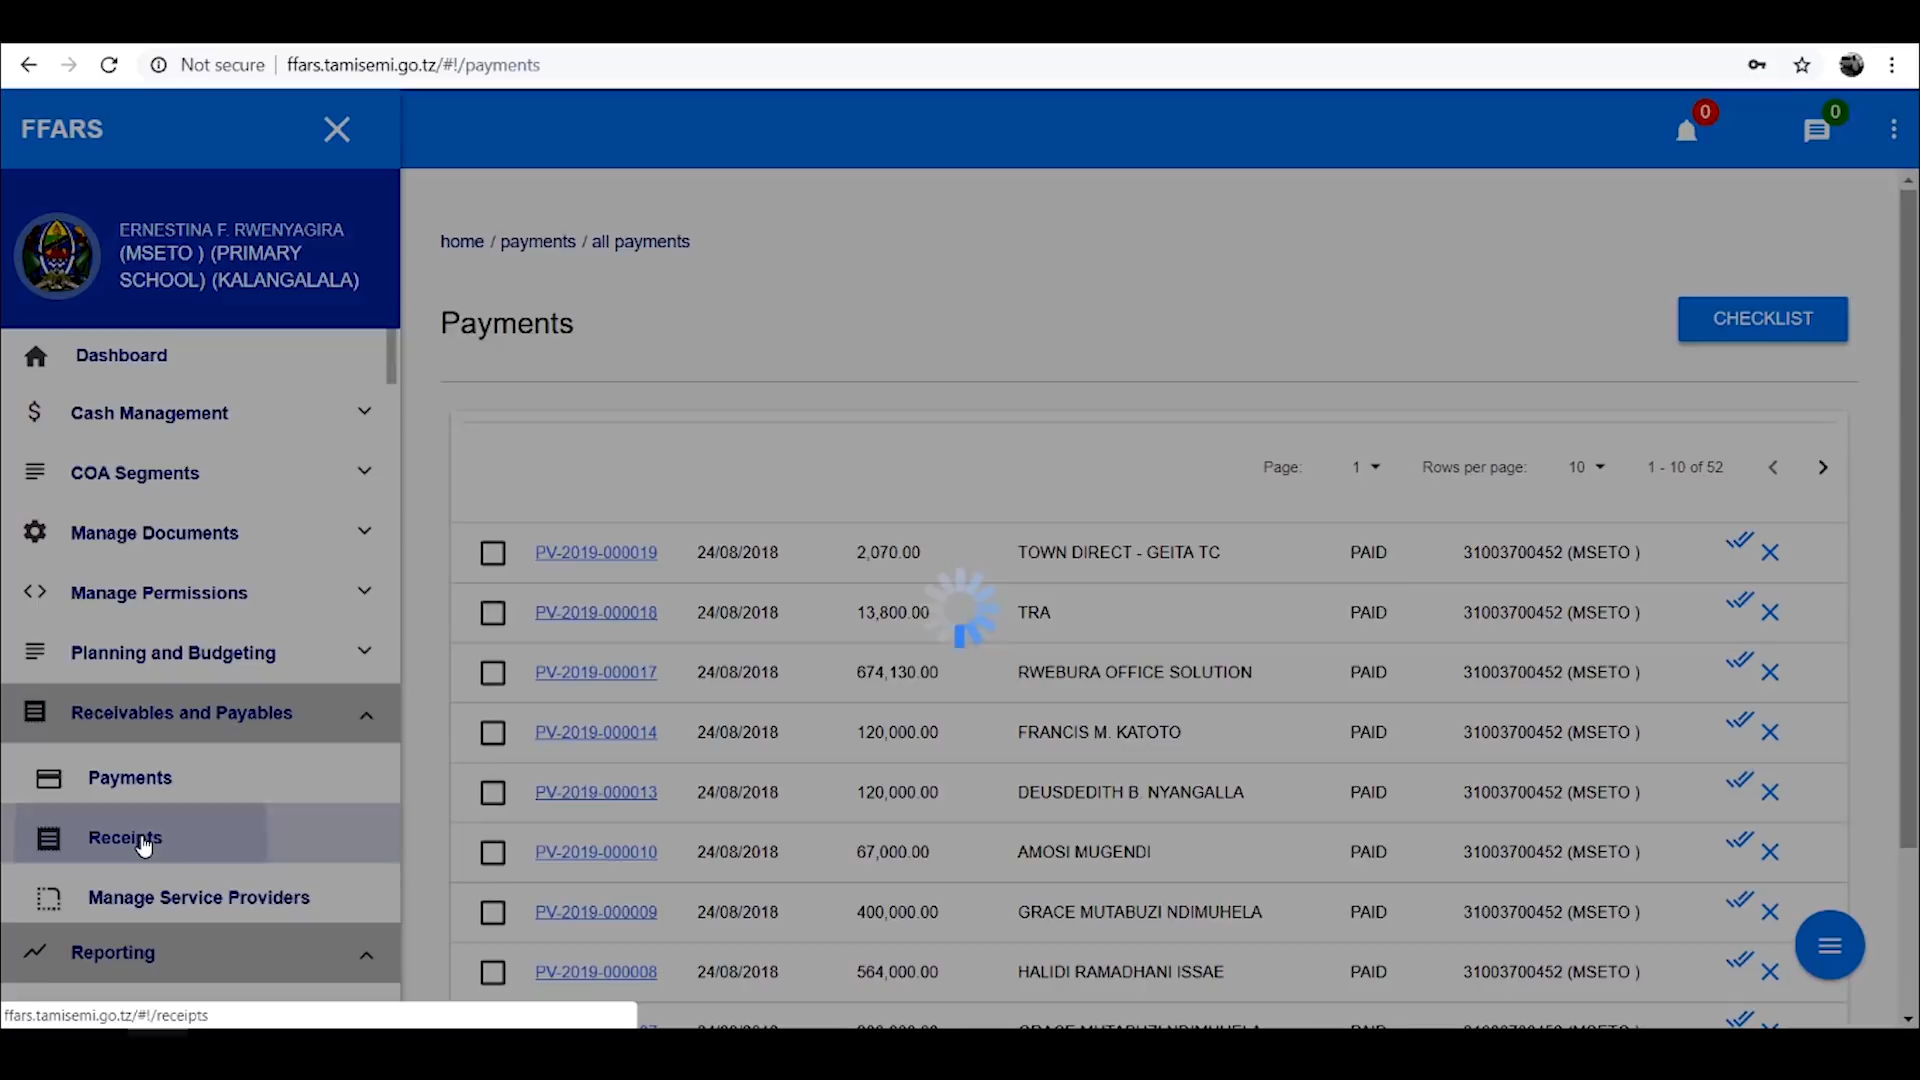 Not secure
ffars.tamisemi.go.tz/#!/payments
FFARS
0
0
ERNESTINA F. RWENYAGIRA
(MSETO ) (PRIMARY
SCHOOL) (KALANGALALA)
Dashboard
Cash Management
COA Segments
Manage Documents
Manage Permissions
Planning and Budgeting
Receivables and Payables
Payments
Receipts
Manage Service Providers
Reporting
ffars.tamisemi.go.tz/#!/receipts
home / payments / all payments
Payments
CHECKLIST
Page: 1 Rows per page: 10 1 - 10 of 52
PV-2019-000019 24/08/2018 2,070.00 TOWN DIRECT - GEITA TC PAID 31003700452 (MSETO )
PV-2019-000018 24/08/2018 13,800.00 TRA PAID 31003700452 (MSETO )
PV-2019-000017 24/08/2018 674,130.00 RWEBURA OFFICE SOLUTION PAID 31003700452 (MSETO )
PV-2019-000014 24/08/2018 120,000.00 FRANCIS M. KATOTO PAID 31003700452 (MSETO )
PV-2019-000013 24/08/2018 120,000.00 DEUSDEDITH B. NYANGALLA PAID 31003700452 (MSETO )
PV-2019-000010 24/08/2018 67,000.00 AMOSI MUGENDI PAID 31003700452 (MSETO )
PV-2019-000009 24/08/2018 400,000.00 GRACE MUTABUZI NDIMUHELA PAID 31003700452 (MSETO )
PV-2019-000008 24/08/2018 564,000.00 HALIDI RAMADHANI ISSAE PAID 31003700452 (MSETO )